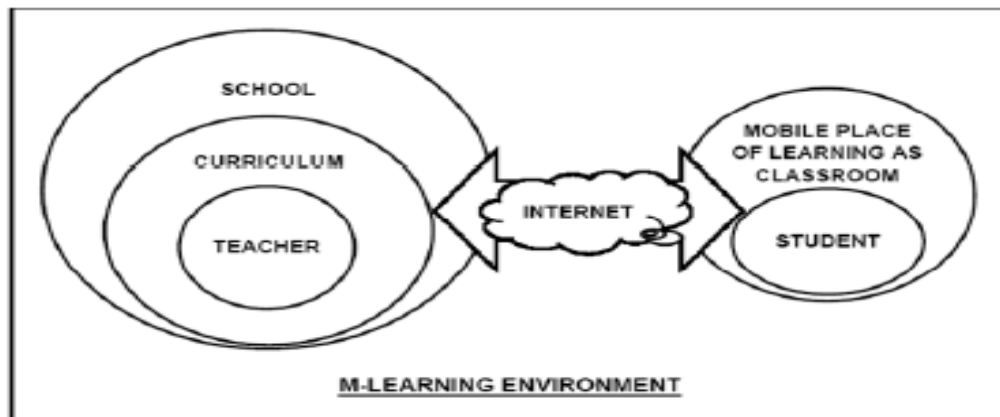 SCHOOL
CURRICULUM
TEACHER
INTERNET
MOBILE PLACE
OF LEARNING AS
CLASSROOM
STUDENT
M-LEARNING ENVIRONMENT